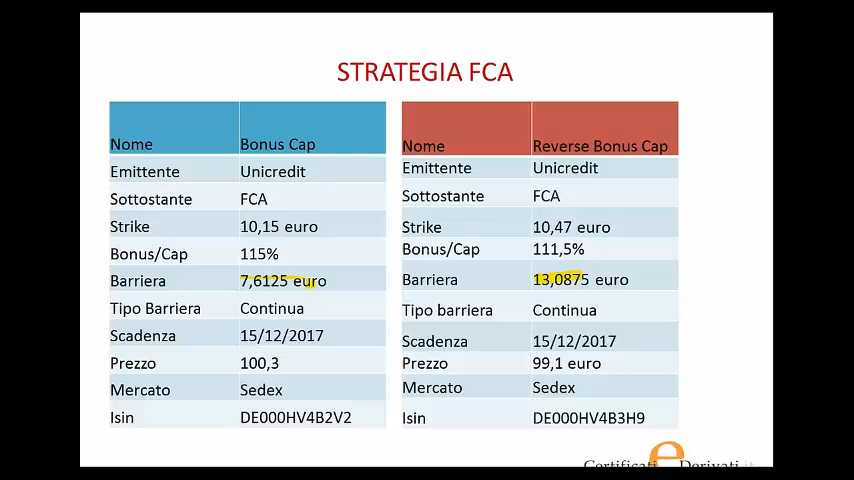 STRATEGIA FCA
Nome Bonus Cap
Emittente Unicredit
Sottostante FCA
Strike 10,15 euro
Bonus/Cap 115%
Barriera 7,6125 euro
Tipo Barriera Continua
Scadenza 15/12/2017
Prezzo 100,3
Mercato Sedex
Isin DE000HV4B2V2
Nome Reverse Bonus Cap
Emittente Unicredit
Sottostante FCA
Strike 10,47 euro
Bonus/Cap 111,5%
Barriera 13,0875 euro
Tipo barriera Continua
Scadenza 15/12/2017
Prezzo 99,1 euro
Mercato Sedex
Isin DE000HV4B3H9
Certificati e Derivati.it